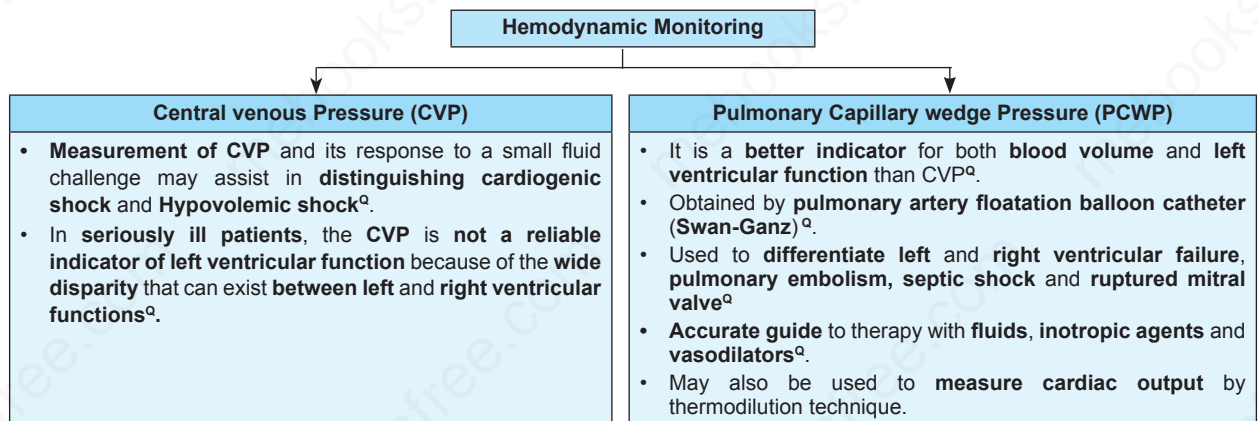 Hemodynamic Monitoring
Central venous Pressure (CVP)
• Measurement of CVP and its response to a small fluid
challenge may assist in distinguishing cardiogenic
shock and Hypovolemic shockQ.
• In seriously ill patients, the CVP is not a reliable
indicator of left ventricular function because of the wide
disparity that can exist between left and right ventricular
functionsQ.
Pulmonary Capillary wedge Pressure (PCWP)
• It is a better indicator for both blood volume and left
ventricular function than CVPQ.
• Obtained by pulmonary artery floatation balloon catheter
(Swan-Ganz) Q.
• Used to differentiate left and right ventricular failure,
pulmonary embolism, septic shock and ruptured mitral
valveQ
• Accurate guide to therapy with fluids, inotropic agents and
vasodilatorsQ.
• May also be used to measure cardiac output by
thermodilution technique.